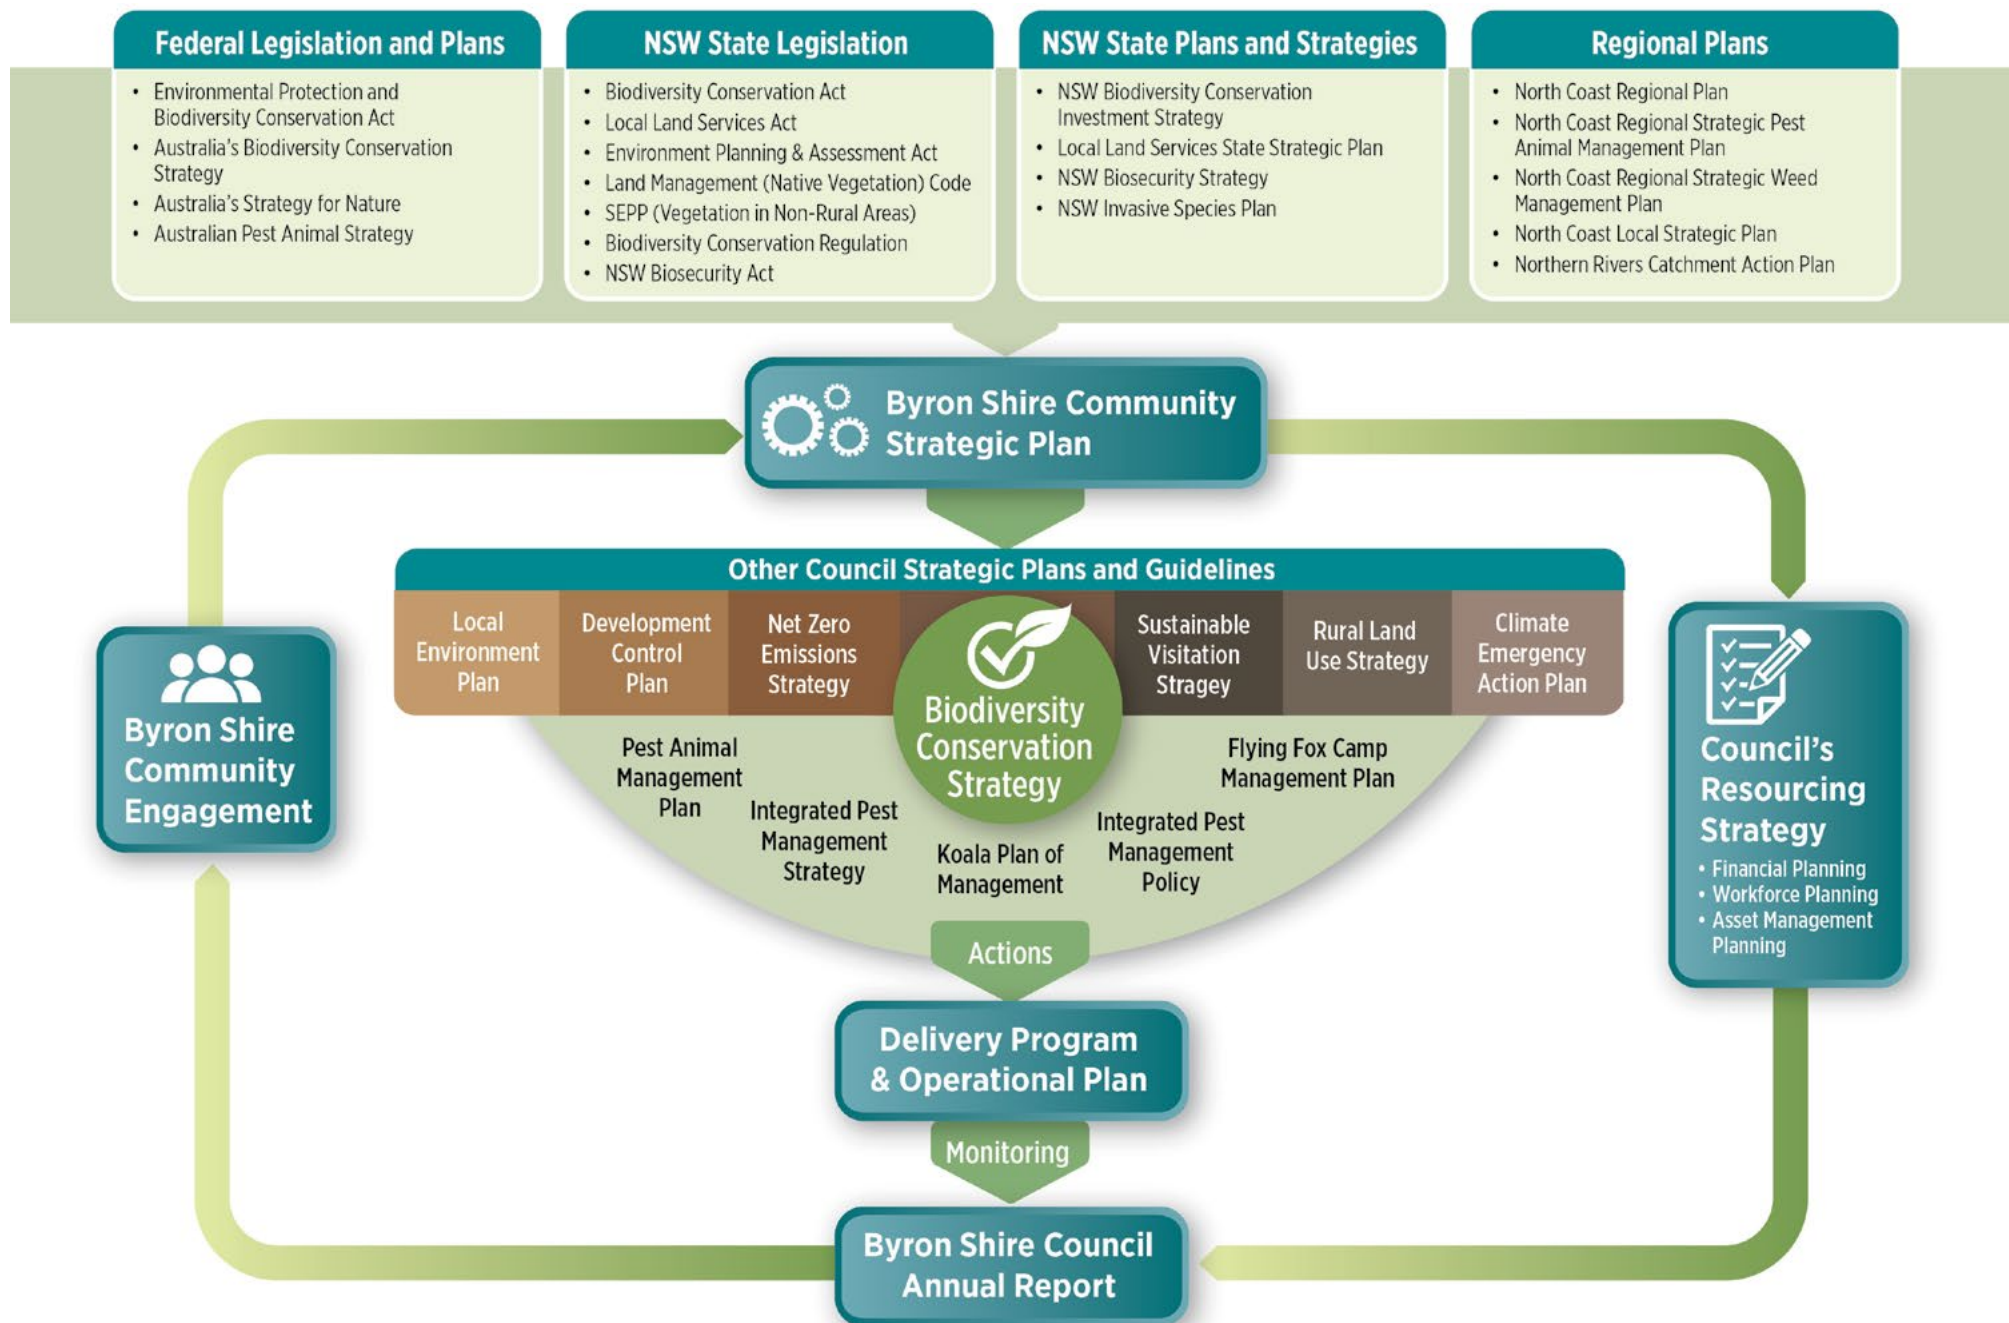 Federal Legislation and Plans
• Environmental Protection and
Biodiversity Conservation Act
• Australia's Biodiversity Conservation
Strategy
• Australia's Strategy for Nature
• Australian Pest Animal Strategy
NSW State Legislation
• Biodiversity Conservation Act
• Local Land Services Act
• Environment Planning & Assessment Act
• Land Management (Native Vegetation) Code
• SEPP (Vegetation in Non-Rural Areas)
• Biodiversity Conservation Regulation
• NSW Biosecurity Act
NSW State Plans and Strategies
• NSW Biodiversity Conservation
Investment Strategy
• Local Land Services State Strategic Plan
• NSW Biosecurity Strategy
• NSW Invasive Species Plan
Regional Plans
• North Coast Regional Plan
• North Coast Regional Strategic Pest
Animal Management Plan
• North Coast Regional Strategic Weed
Management Plan
• North Coast Local Strategic Plan
• Northern Rivers Catchment Action Plan
Byron Shire Community
Strategic Plan
Other Council Strategic Plans and Guidelines
Local
Environment
Plan
Development
Control
Plan
Net Zero
Emissions
Strategy
Biodiversity
Conservation
Strategy
Sustainable
Visitation
Stragey
Rural Land
Use Strategy
Climate
Emergency
Action Plan
Pest Animal
Management
Plan
Integrated Pest
Management
Strategy
Koala Plan of
Management
Integrated Pest
Management
Policy
Flying Fox Camp
Management Plan
Byron Shire
Community
Engagement
Council's
Resourcing
Strategy
• Financial Planning
• Workforce Planning
• Asset Management
Planning
Actions
Delivery Program
& Operational Plan
Monitoring
Byron Shire Council
Annual Report